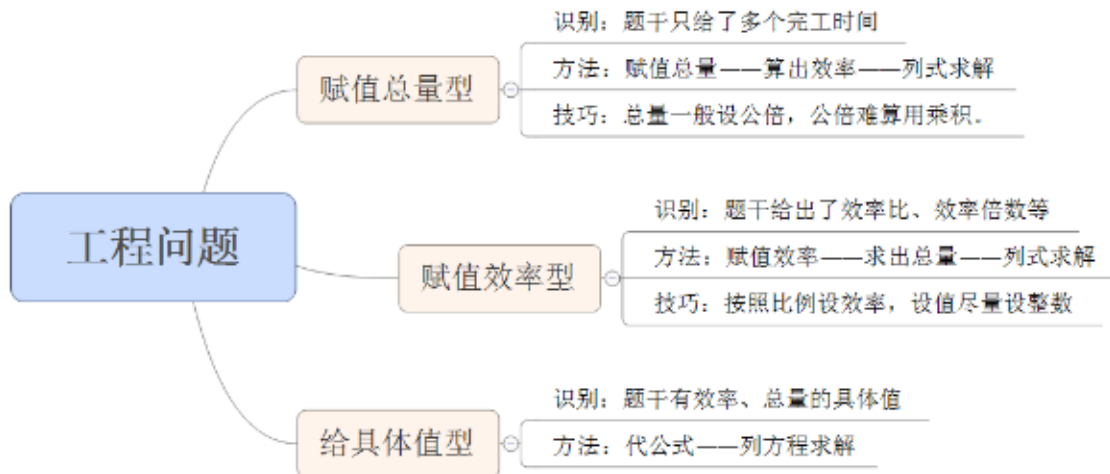 工程问题
赋值总量型
识别：题干只给了多个完工时间
方法：赋值总量——算出效率——列式求解
技巧：总量一般设公倍，公倍难算用乘积。
赋值效率型
识别：题干给出了效率比、效率倍数等
方法：赋值效率——求出总量——列式求解
技巧：按照比例设效率，设值尽量设整数
给具体值型
识别：题干有效率、总量的具体值
方法：代公式——列方程求解